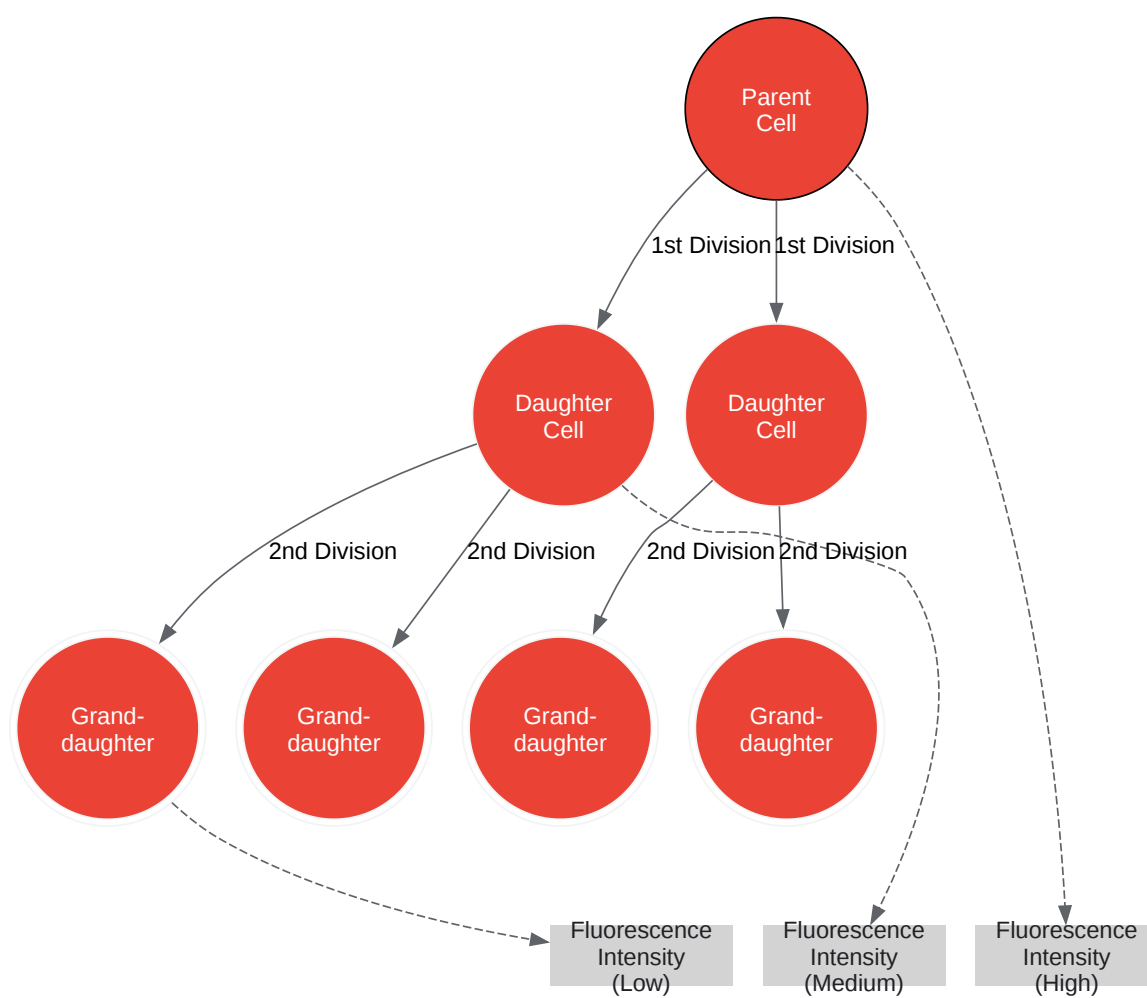 Parent
Cell
1st Division
1st Division
Daughter
Cell
Daughter
Cell
2nd Division
2nd Division
2nd Division
2nd Division
Grand-
daughter
Grand-
daughter
Grand-
daughter
Grand-
daughter
Fluorescence
Intensity
(Low)
Fluorescence
Intensity
(Medium)
Fluorescence
Intensity
(High)